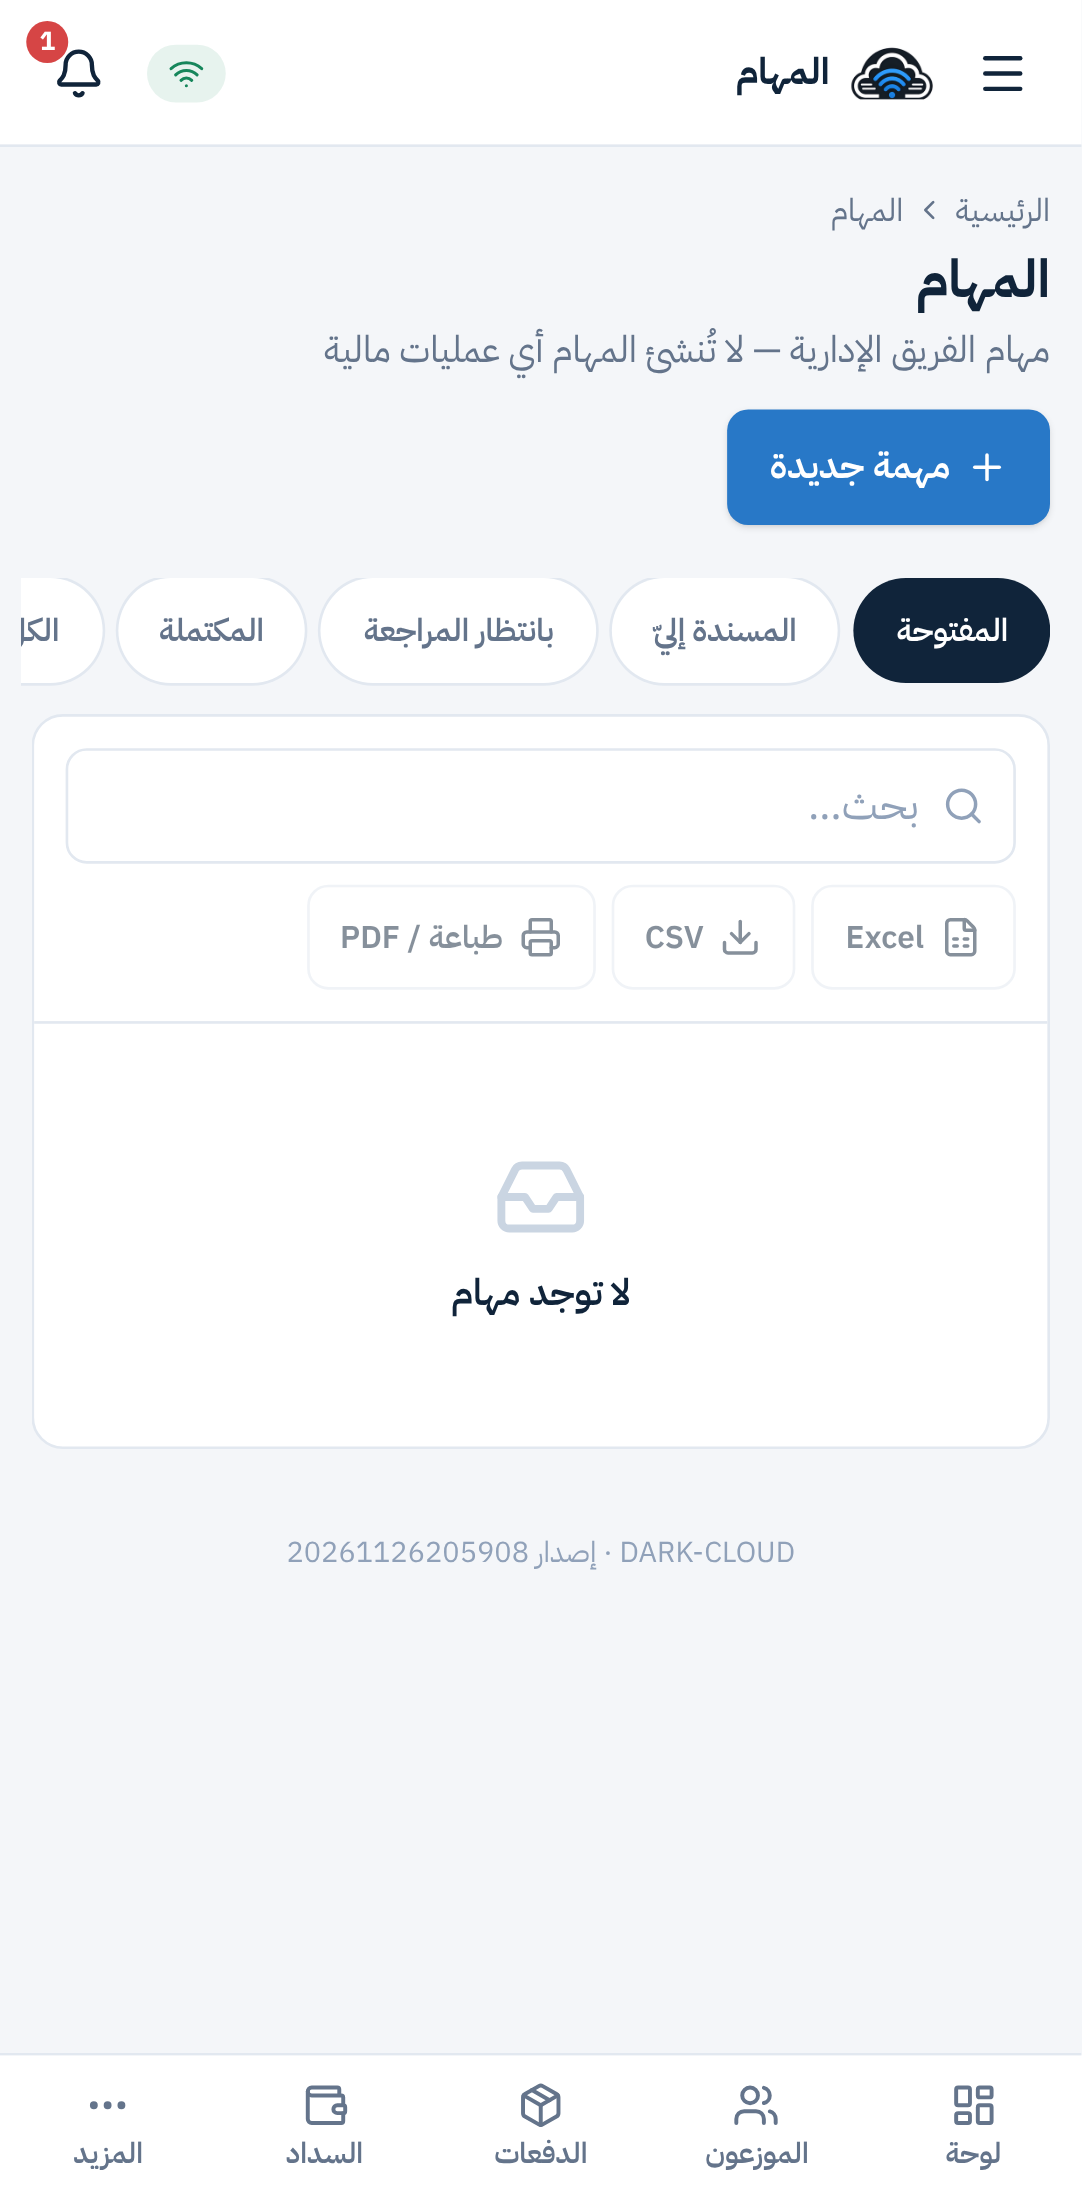 المهام
1
الرئيسية > المهام
المهام
مهام الفريق الإدارية — لا تُنشئ المهام أي عمليات مالية
+ مهمة جديدة
المفتوحة
المسندة إليّ
بانتظار المراجعة
المكتملة
الكل
بحث...
Excel
CSV
طباعة / PDF
لا توجد مهام
DARK-CLOUD · إصدار 20261126205908
لوحة
الموزعون
الدفعات
السداد
المزيد